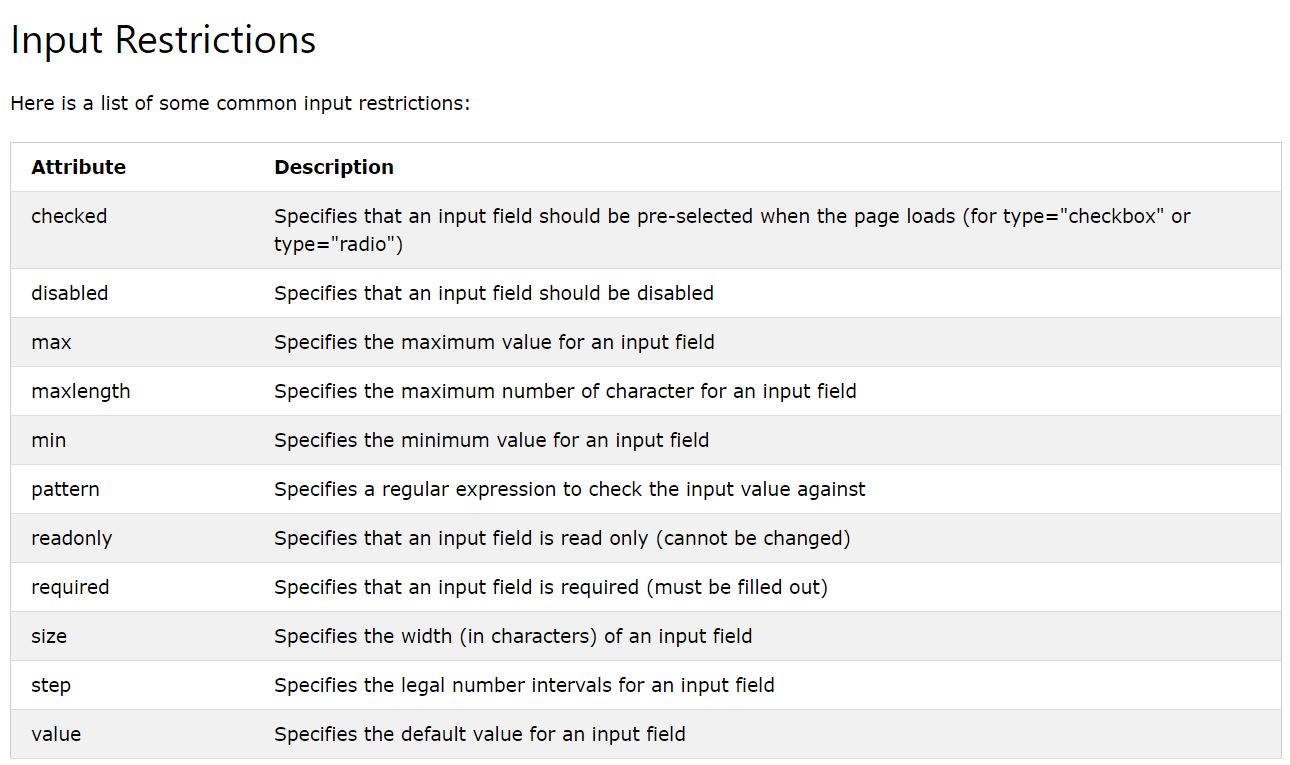 Input Restrictions
Here is a list of some common input restrictions:
Attribute Description
checked Specifies that an input field should be pre-selected when the page loads (for type="checkbox" or
type="radio")
disabled Specifies that an input field should be disabled
max Specifies the maximum value for an input field
maxlength Specifies the maximum number of character for an input field
min Specifies the minimum value for an input field
pattern Specifies a regular expression to check the input value against
readonly Specifies that an input field is read only (cannot be changed)
required Specifies that an input field is required (must be filled out)
size Specifies the width (in characters) of an input field
step Specifies the legal number intervals for an input field
value Specifies the default value for an input field